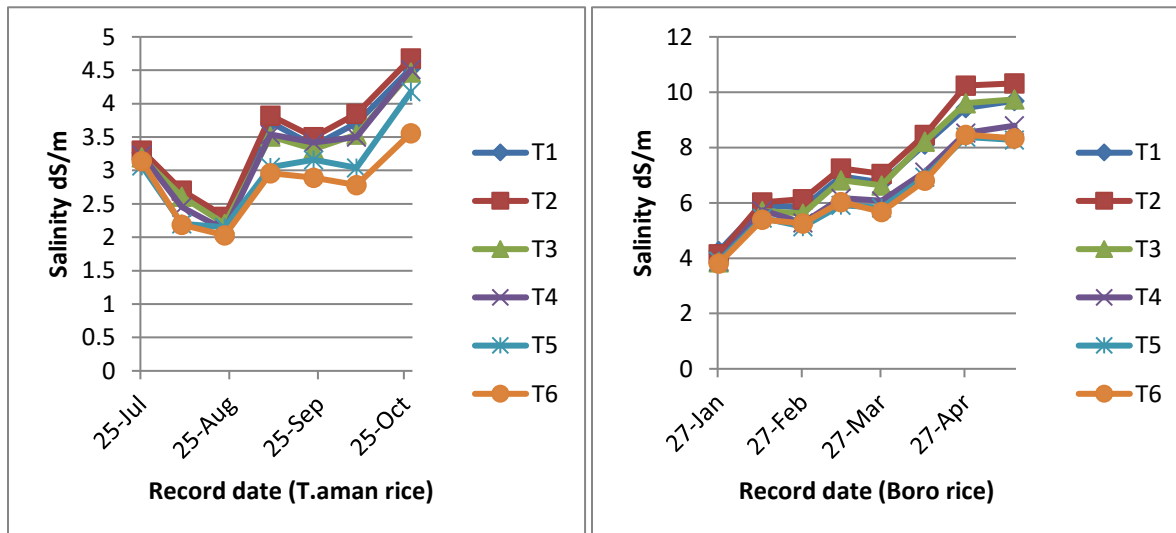 5
4.5
4
3.5
3
2.5
2
1.5
1
0.5
0
Salinity dS/m
25-Jul
25-Aug
25-Sep
25-Oct
Record date (T.aman rice)
T1
T2
T3
T4
T5
T6
12
10
8
6
4
2
0
Salinity dS/m
27-Jan
27-Feb
27-Mar
27-Apr
Record date (Boro rice)
T1
T2
T3
T4
T5
T6